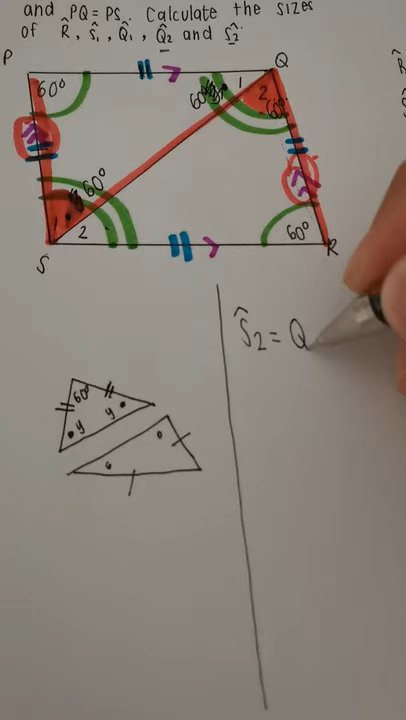 and PQ = PS. Calculate the sizes
of R̂, Ŝ₁, Q̂₁, Q̂₂ and Ŝ₂
P
Q
60°
1
2
60°
60°
60°
1
2
60°
S
R
60°
y
y
Ŝ₂ = Q